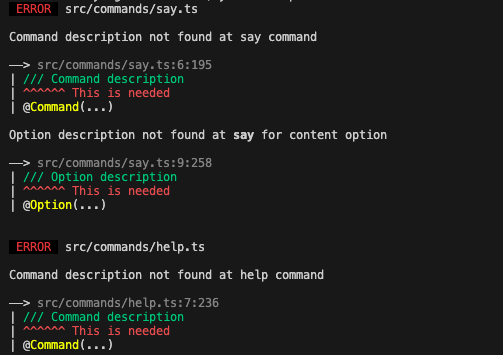 ERROR src/commands/say.ts
Command description not found at say command
——> src/commands/say.ts:6:195
| /// Command description
| ^^^^^^ This is needed
| @Command(...)
Option description not found at say for content option
——> src/commands/say.ts:9:258
| /// Option description
| ^^^^^^ This is needed
| @Option(...)
ERROR src/commands/help.ts
Command description not found at help command
——> src/commands/help.ts:7:236
| /// Command description
| ^^^^^^ This is needed
| @Command(...)